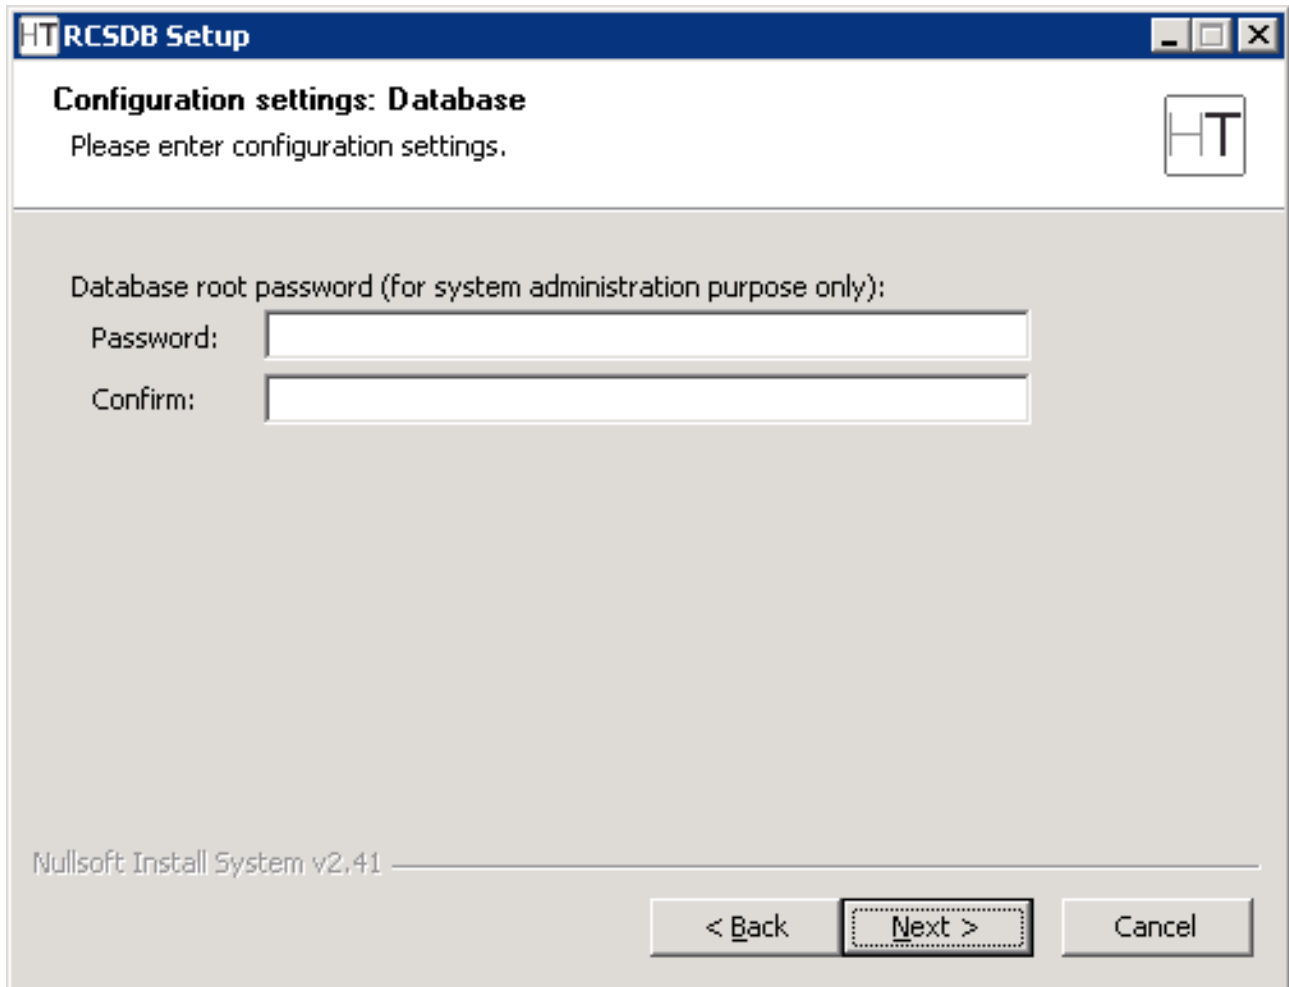 HT RCSDB Setup
Configuration settings: Database
Please enter configuration settings.
HT
Database root password (for system administration purpose only):
Password:
Confirm:
Nullsoft Install System v2.41
< Back Next > Cancel